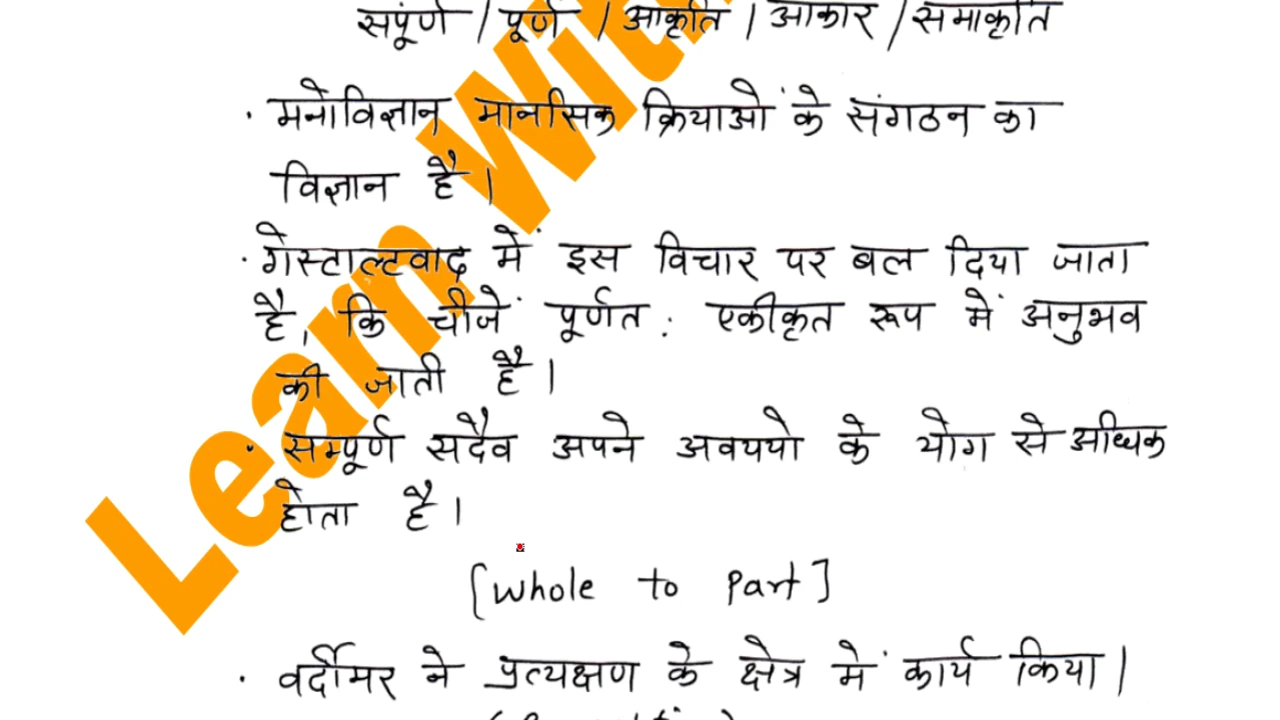 संपूर्ण / पूर्ण / आकृति / आकार / समाकृति
• मनोविज्ञान मानसिक क्रियाओं के संगठन का
विज्ञान है।
• गेस्टाल्टवाद में इस विचार पर बल दिया जाता
है, कि चीजें पूर्णत: एकीकृत रूप में अनुभव
की जाती है।
• सम्पूर्ण सदैव अपने अवययो के योग से अधिक
होता है।
[whole to Part]
• वर्दीमर ने प्रत्यक्षण के क्षेत्र में कार्य किया।
Learn With